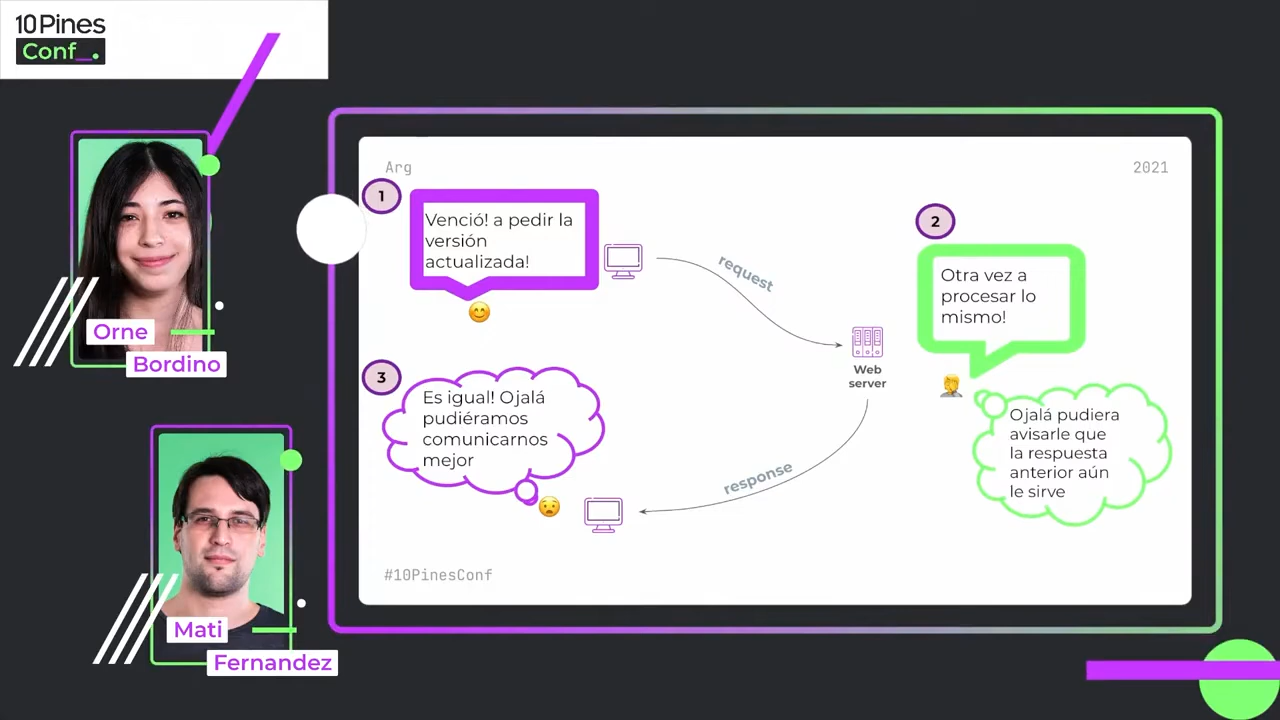 10Pines
Conf_.
Orne
Bordino
Mati
Fernandez
Arg
2021
1
Venció! a pedir la
versión
actualizada!
request
2
Otra vez a
procesar lo
mismo!
Web
server
3
Es igual! Ojalá
pudiéramos
comunicarnos
mejor
response
Ojalá pudiera
avisarle que
la respuesta
anterior aún
le sirve
#10PinesConf